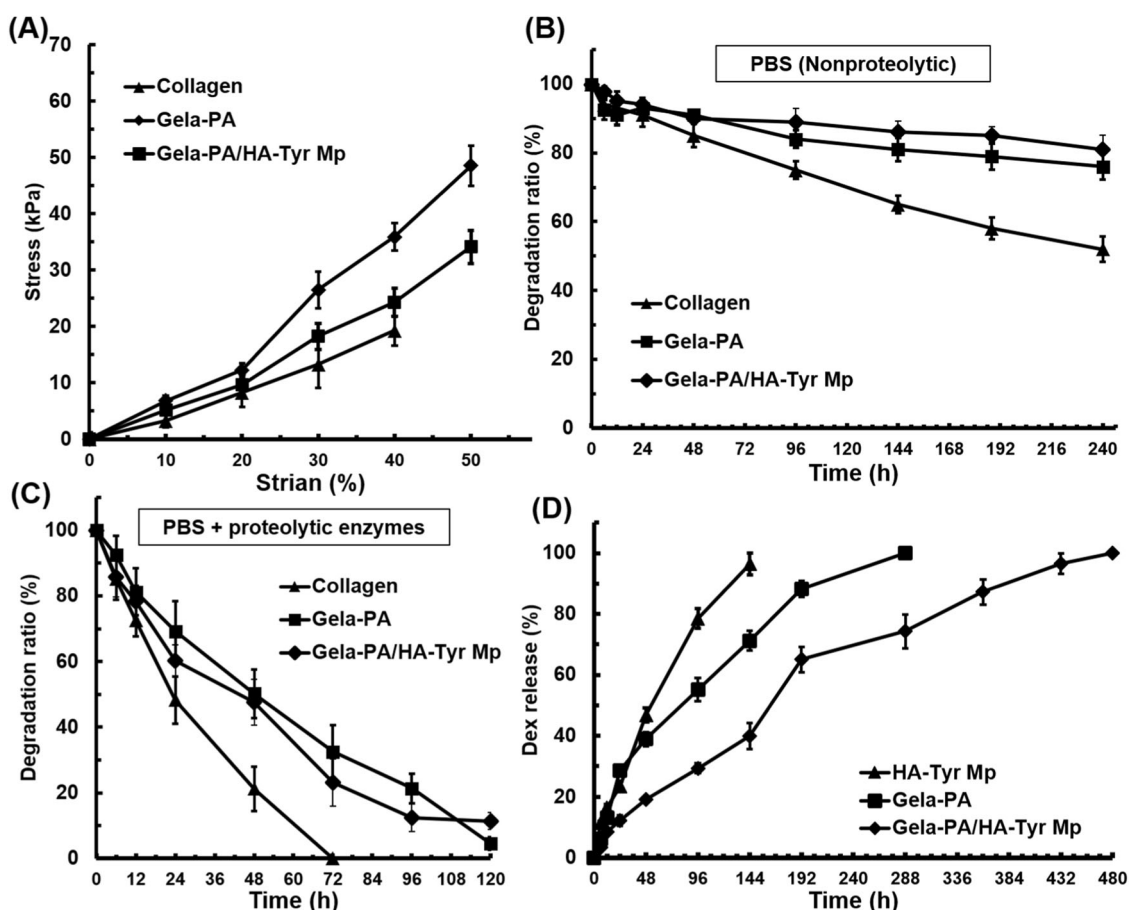 (A)
70
60
50
40
30
20
10
0
Stress (kPa)
Collagen
Gela-PA
Gela-PA/HA-Tyr Mp
0 10 20 30 40 50
Strian (%)
(B)
PBS (Nonproteolytic)
100
80
60
40
20
0
Degradation ratio (%)
Collagen
Gela-PA
Gela-PA/HA-Tyr Mp
0 24 48 72 96 120 144 168 192 216 240
Time (h)
(C)
PBS + proteolytic enzymes
100
80
60
40
20
0
Degradation ratio (%)
Collagen
Gela-PA
Gela-PA/HA-Tyr Mp
0 12 24 36 48 60 72 84 96 108 120
Time (h)
(D)
100
80
60
40
20
0
Dex release (%)
HA-Tyr Mp
Gela-PA
Gela-PA/HA-Tyr Mp
0 48 96 144 192 240 288 336 384 432 480
Time (h)